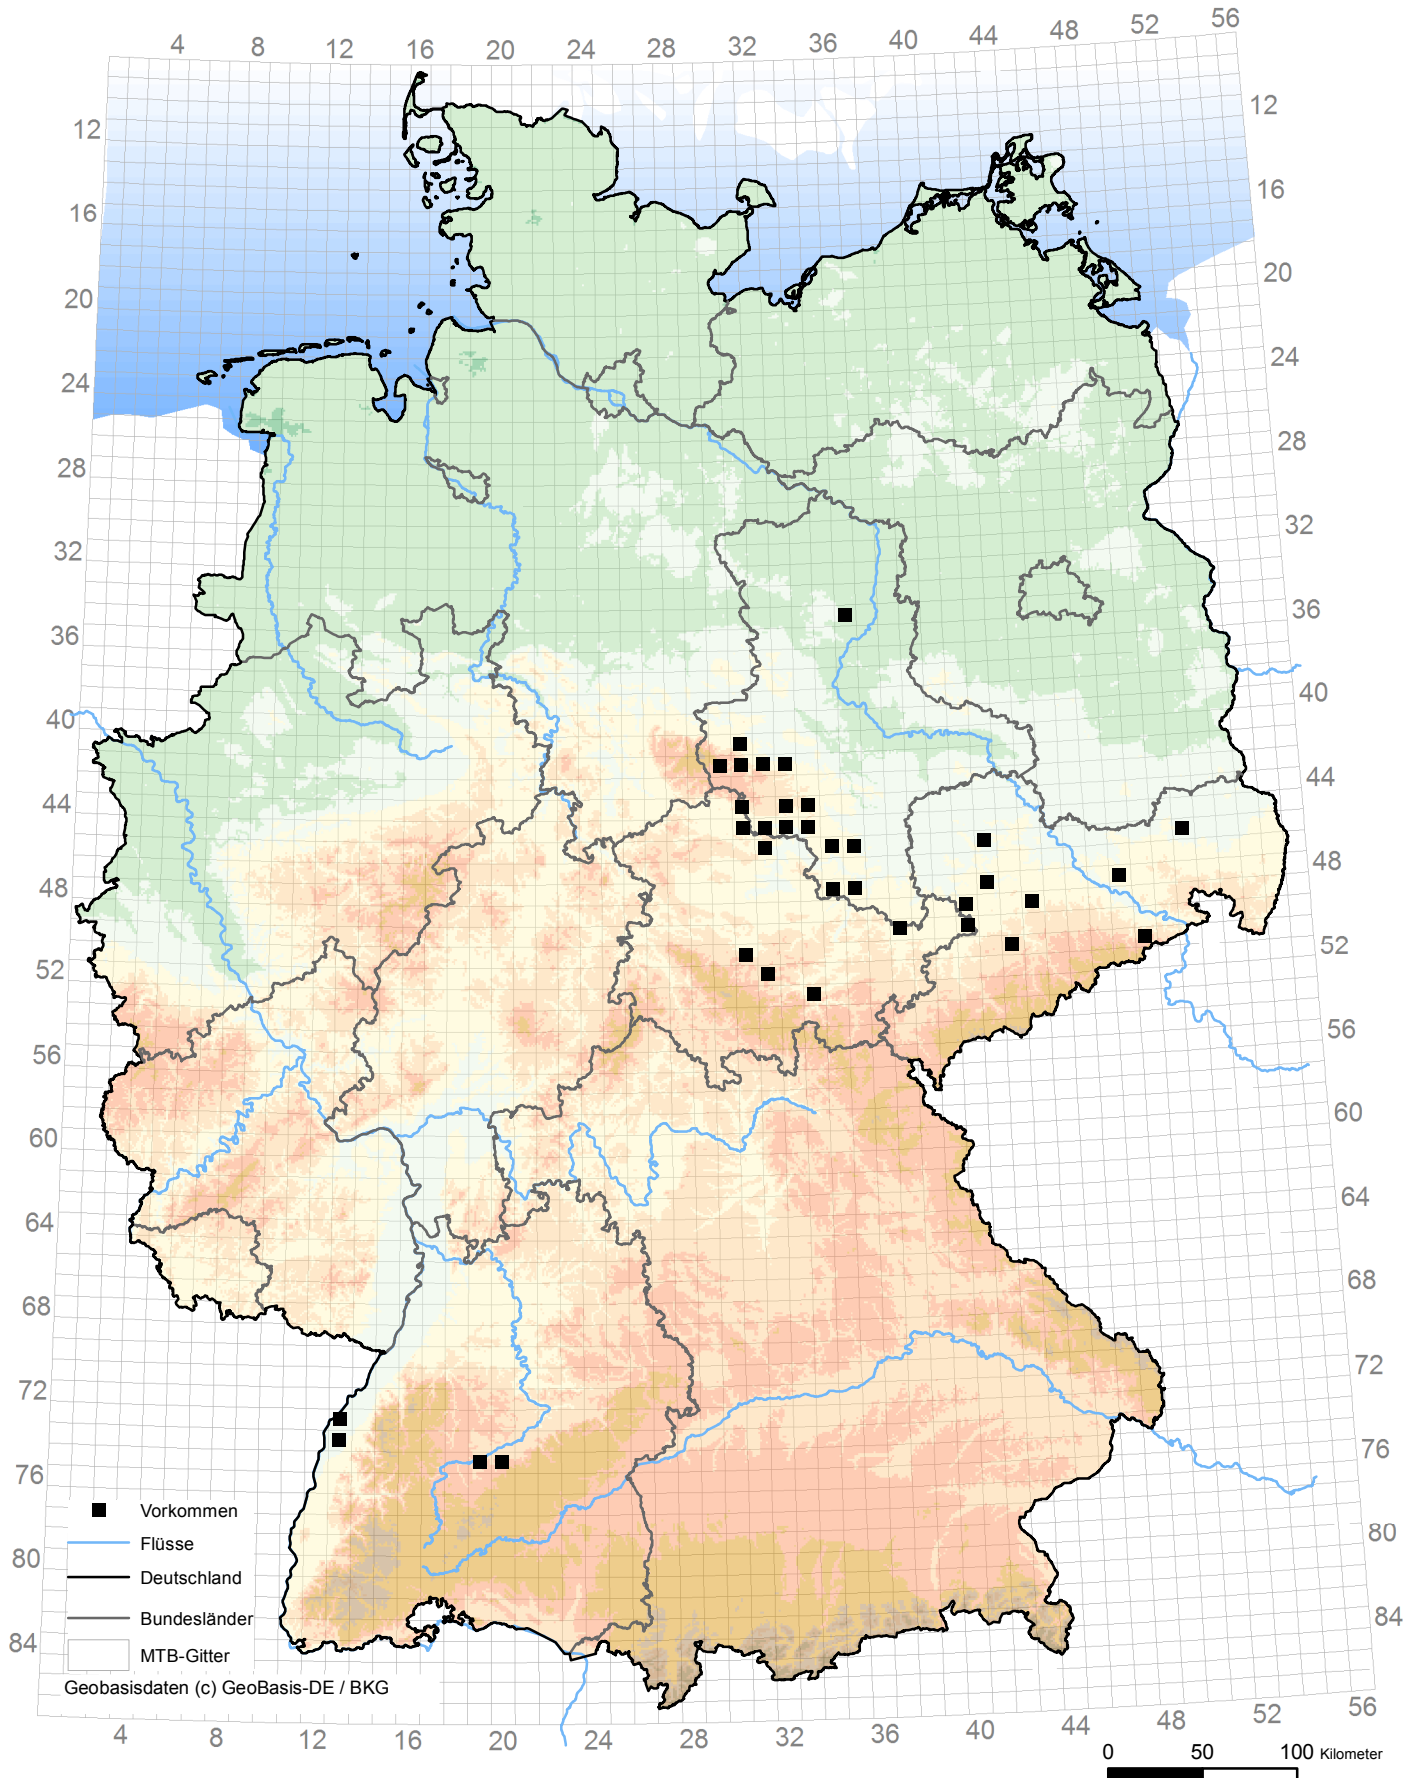 4 8 12 16 20 24 28 32 36 40 44 48 52 56
12 12
16 16
20 20
24 24
28 28
32 32
36 36
40 40
44 44
48 48
52 52
56 56
60 60
64 64
68 68
72 72
76 76
80 80
84 84
Vorkommen
Flüsse
Deutschland
Bundesländer
MTB-Gitter
Geobasisdaten (c) GeoBasis-DE / BKG
4 8 12 16 20 24 28 32 36 40 44 48 52 56
0 50 100 Kilometer